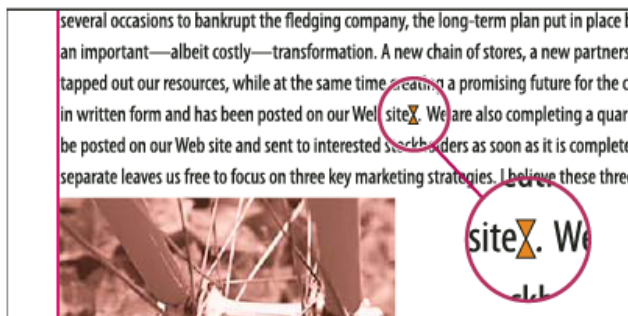 several occasions to bankrupt the fledging company, the long-term plan put in place
an important—albeit costly—transformation. A new chain of stores, a new partners
tapped out our resources, while at the same time creating a promising future for the
in written form and has been posted on our Web site. We are also completing a quar
be posted on our Web site and sent to interested stockholders as soon as it is complete
separate leaves us free to focus on three key marketing strategies. I believe these thre
site. We